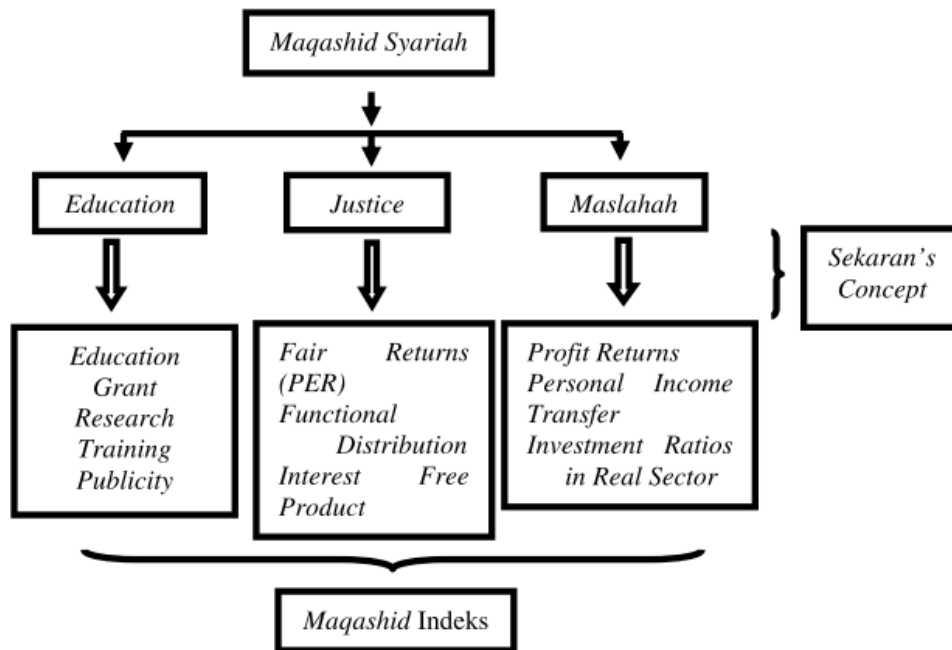 Maqashid Syariah
Education
Justice
Maslahah
Sekaran's
Concept
Education
Grant
Research
Training
Publicity
Fair Returns
(PER)
Functional
Distribution
Interest Free
Product
Profit Returns
Personal Income
Transfer
Investment Ratios
in Real Sector
Maqashid Indeks